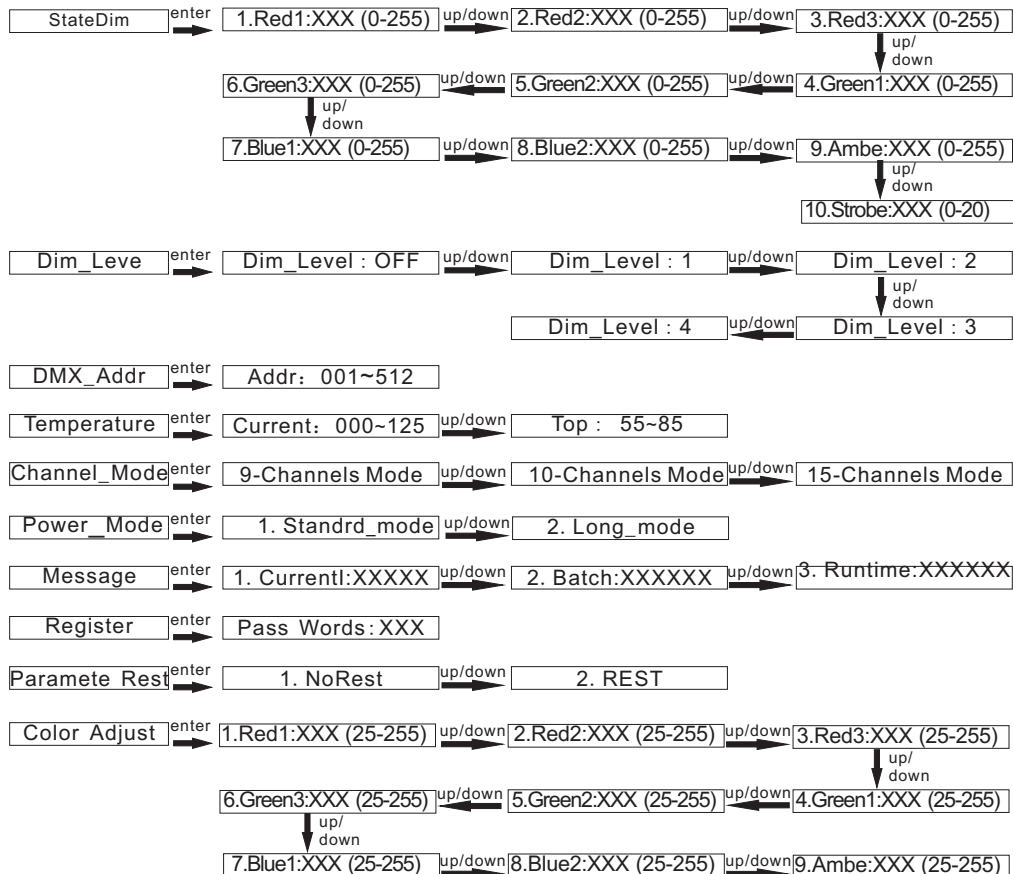 StateDim enter 1.Red1:XXX (0-255) up/down 2.Red2:XXX (0-255) up/down 3.Red3:XXX (0-255)
up/
down
6.Green3:XXX (0-255) up/down 5.Green2:XXX (0-255) up/down 4.Green1:XXX (0-255)
up/
down
7.Blue1:XXX (0-255) up/down 8.Blue2:XXX (0-255) up/down 9.Ambe:XXX (0-255)
up/
down
10.Strobe:XXX (0-20)
Dim_Leve enter Dim_Level : OFF up/down Dim_Level : 1 up/down Dim_Level : 2
up/
down
Dim_Level : 4 up/down Dim_Level : 3
DMX_Addr enter Addr: 001~512
Temperature enter Current: 000~125 up/down Top : 55~85
Channel_Mode enter 9-Channels Mode up/down 10-Channels Mode up/down 15-Channels Mode
Power_Mode enter 1. Standrd_mode up/down 2. Long_mode
Message enter 1. CurrentI:XXXXX up/down 2. Batch:XXXXXX up/down 3. Runtime:XXXXXX
Register enter Pass Words:XXX
Paramete Rest enter 1. NoRest up/down 2. REST
Color Adjust enter 1.Red1:XXX (25-255) up/down 2.Red2:XXX (25-255) up/down 3.Red3:XXX (25-255)
up/
down
6.Green3:XXX (25-255) up/down 5.Green2:XXX (25-255) up/down 4.Green1:XXX (25-255)
up/
down
7.Blue1:XXX (25-255) up/down 8.Blue2:XXX (25-255) up/down 9.Ambe:XXX (25-255)